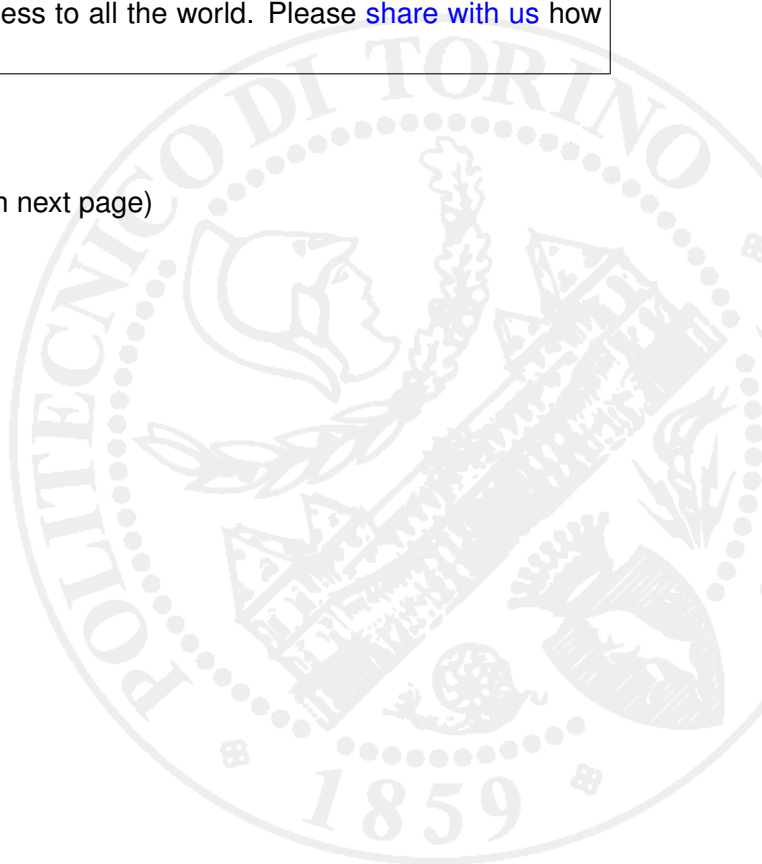 ess to all the world. Please share with us how
n next page)
POLITECNICO DI TORINO
1859